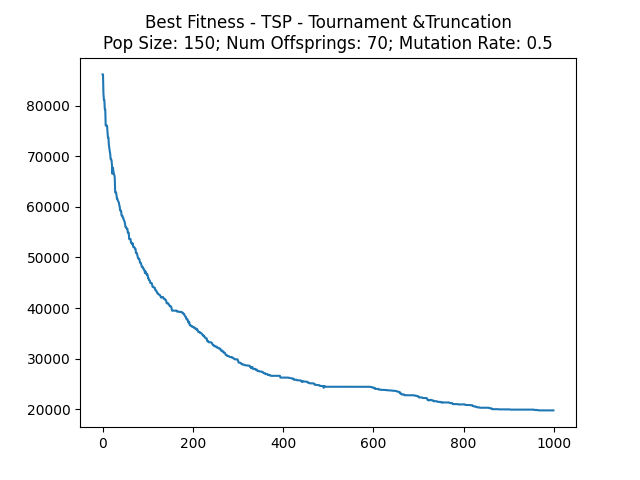 Best Fitness - TSP - Tournament &Truncation
Pop Size: 150; Num Offsprings: 70; Mutation Rate: 0.5
80000
70000
60000
50000
40000
30000
20000
0 200 400 600 800 1000